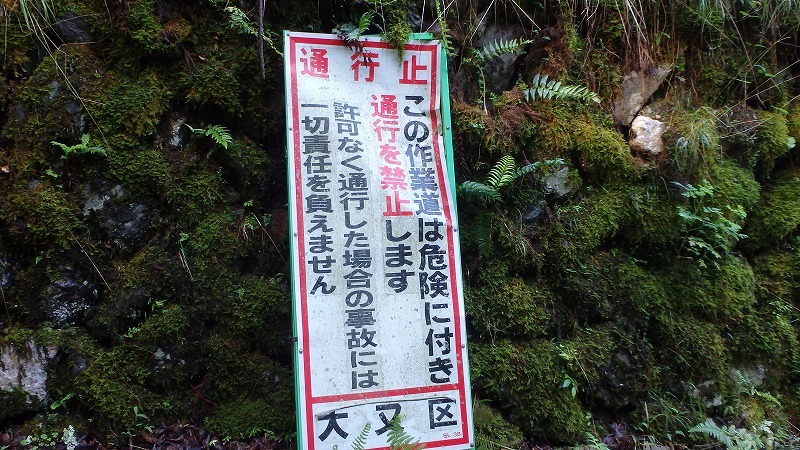 通行止
この作業道は危険に付き
通行を禁止します
許可なく通行した場合の事故には
一切責任を負えません
大又区
SL-36